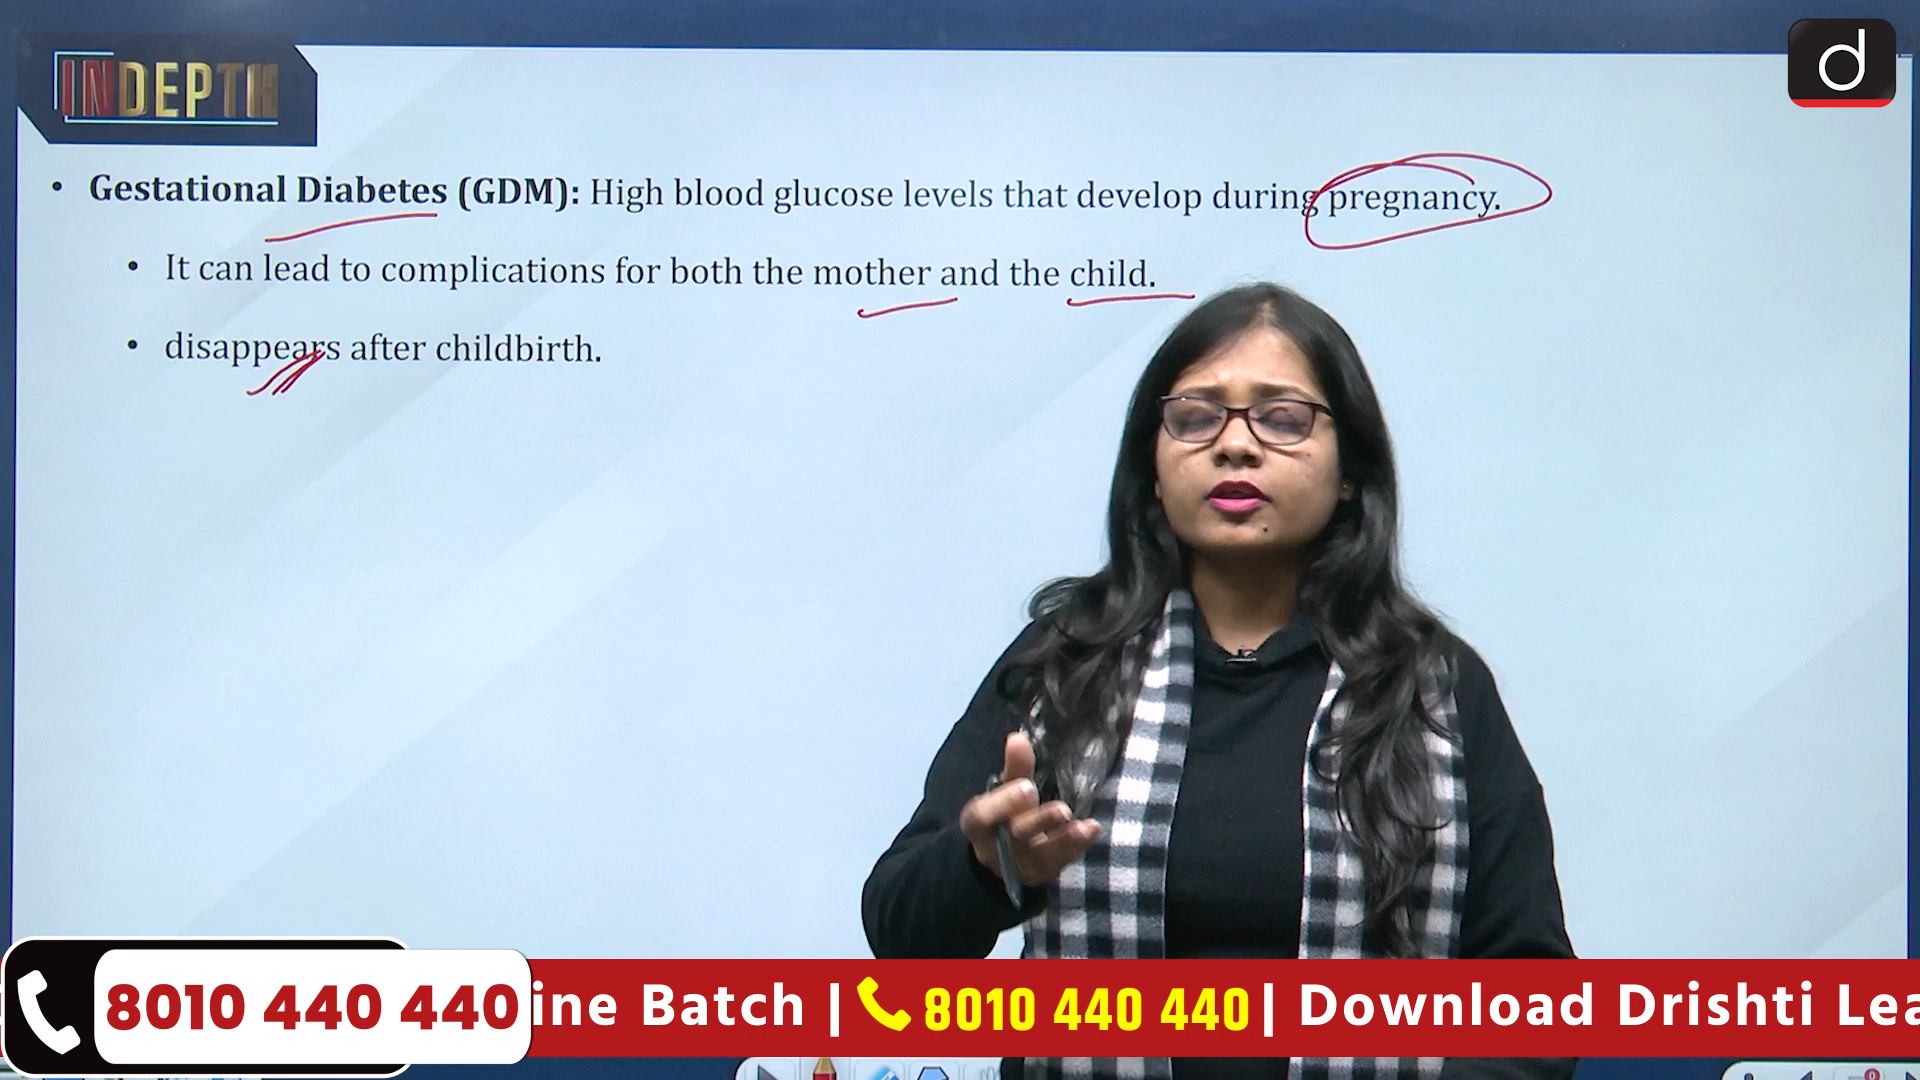 INDEPTH
d
• Gestational Diabetes (GDM): High blood glucose levels that develop during pregnancy.
• It can lead to complications for both the mother and the child.
• disappears after childbirth.
8010 440 440
ine Batch | 8010 440 440 | Download Drishti Lea